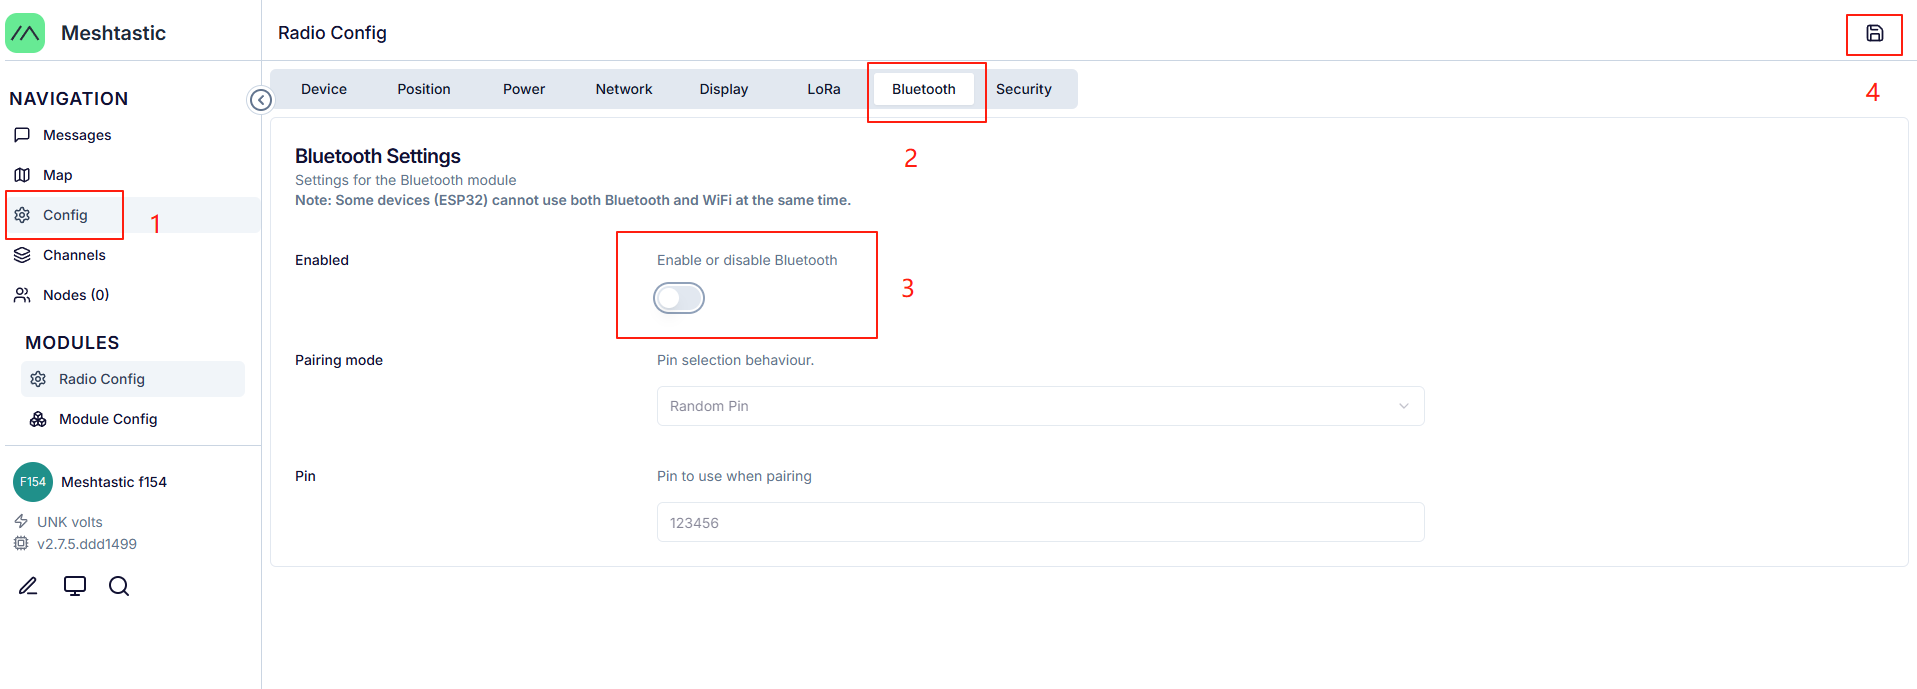 Meshtastic
Radio Config
NAVIGATION
Messages
Map
Config
1
Channels
Nodes (0)
MODULES
Radio Config
Module Config
F154
Meshtastic f154
UNK volts
v2.7.5.ddd1499
Device
Position
Power
Network
Display
LoRa
Bluetooth
Security
4
2
Bluetooth Settings
Settings for the Bluetooth module
Note: Some devices (ESP32) cannot use both Bluetooth and WiFi at the same time.
Enabled
Enable or disable Bluetooth
3
Pairing mode
Pin selection behaviour.
Random Pin
Pin
Pin to use when pairing
123456